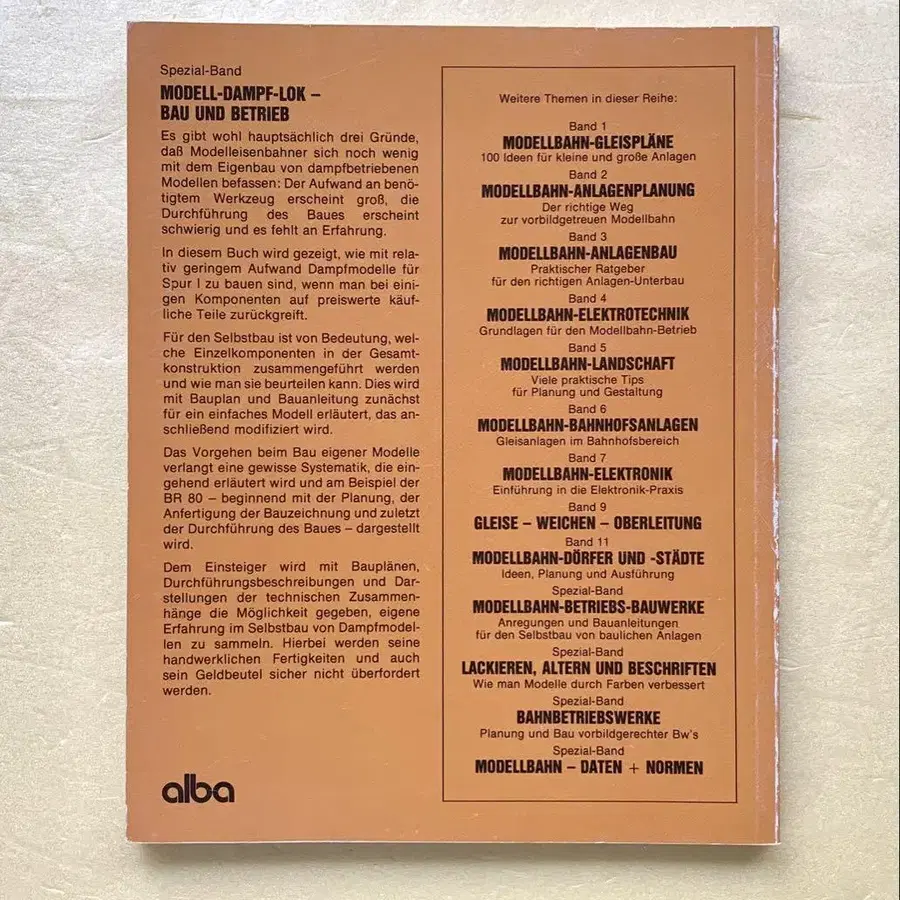 Spezial-Band
MODELL-DAMPF-LOK –
BAU UND BETRIEB
Es gibt wohl hauptsächlich drei Gründe,
daß Modelleisenbahner sich noch wenig
mit dem Eigenbau von dampfbetriebenen
Modellen befassen: Der Aufwand an benö-
tigtem Werkzeug erscheint groß, die
Durchführung des Baues erscheint
schwierig und es fehlt an Erfahrung.
In diesem Buch wird gezeigt, wie mit rela-
tiv geringem Aufwand Dampfmodelle für
Spur I zu bauen sind, wenn man bei eini-
gen Komponenten auf preiswerte käuf-
liche Teile zurückgreift.
Für den Selbstbau ist von Bedeutung, wel-
che Einzelkomponenten in der Gesamt-
konstruktion zusammengeführt werden
und wie man sie beurteilen kann. Dies wird
mit Bauplan und Bauanleitung zunächst
für ein einfaches Modell erläutert, das an-
schließend modifiziert wird.
Das Vorgehen beim Bau eigener Modelle
verlangt eine gewisse Systematik, die ein-
gehend erläutert wird und am Beispiel der
BR 80 – beginnend mit der Planung, der
Anfertigung der Bauzeichnung und zuletzt
der Durchführung des Baues – dargestellt
wird.
Dem Einsteiger wird mit Bauplänen,
Durchführungsbeschreibungen und Dar-
stellungen der technischen Zusammen-
hänge die Möglichkeit gegeben, eigene
Erfahrung im Selbstbau von Dampfmodel-
len zu sammeln. Hierbei werden seine
handwerklichen Fertigkeiten und auch
sein Geldbeutel sicher nicht überfordert
werden.
alba
Weitere Themen in dieser Reihe:
Band 1
MODELLBAHN-GLEISPLÄNE
100 Ideen für kleine und große Anlagen
Band 2
MODELLBAHN-ANLAGENPLANUNG
Der richtige Weg
zur vorbildgetreuen Modellbahn
Band 3
MODELLBAHN-ANLAGENBAU
Praktischer Ratgeber
für den richtigen Anlagen-Unterbau
Band 4
MODELLBAHN-ELEKTROTECHNIK
Grundlagen für den Modellbahn-Betrieb
Band 5
MODELLBAHN-LANDSCHAFT
Viele praktische Tips
für Planung und Gestaltung
Band 6
MODELLBAHN-BAHNHOFSANLAGEN
Gleisanlagen im Bahnhofsbereich
Band 7
MODELLBAHN-ELEKTRONIK
Einführung in die Elektronik-Praxis
Band 9
GLEISE – WEICHEN – OBERLEITUNG
Band 11
MODELLBAHN-DÖRFER UND -STÄDTE
Ideen, Planung und Ausführung
Spezial-Band
MODELLBAHN-BETRIEBS-BAUWERKE
Anregungen und Bauanleitungen
für den Selbstbau von baulichen Anlagen
Spezial-Band
LACKIEREN, ALTERN UND BESCHRIFTEN
Wie man Modelle durch Farben verbessert
Spezial-Band
BAHNBETRIEBSWERKE
Planung und Bau vorbildgerechter Bw's
Spezial-Band
MODELLBAHN – DATEN + NORMEN